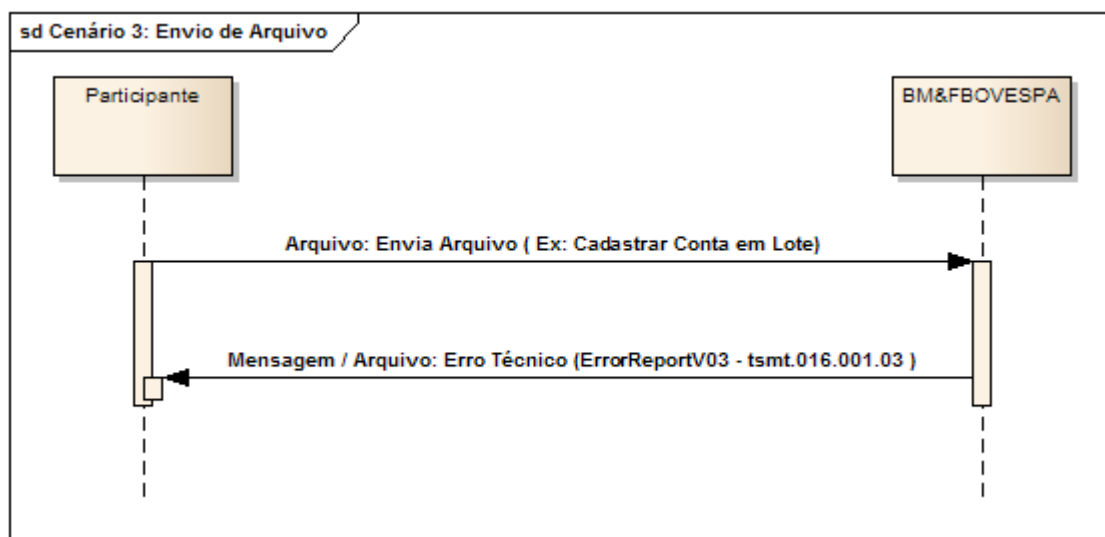 sd Cenário 3: Envio de Arquivo
Participante
BM&FBOVESPA
Arquivo: Envia Arquivo ( Ex: Cadastrar Conta em Lote)
Mensagem / Arquivo: Erro Técnico (ErrorReportV03 - tsmt.016.001.03 )